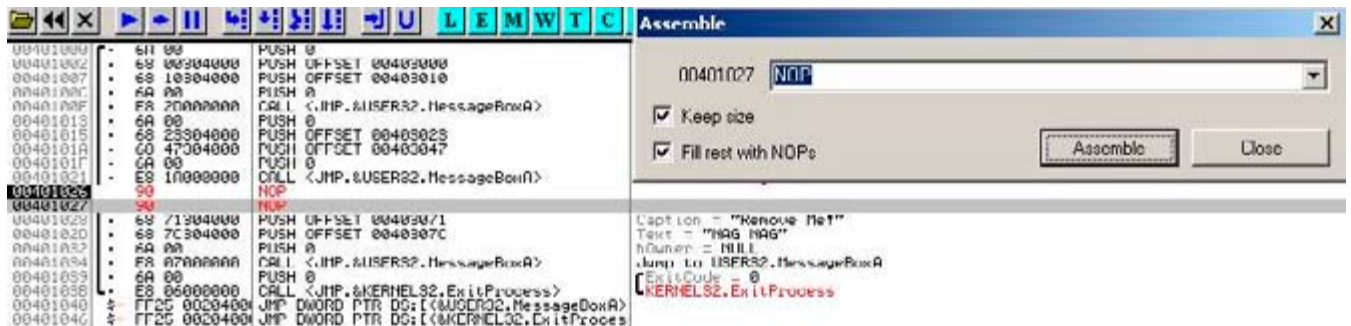 L E M W T C
Assemble
00401027 NOP
Keep size
Fill rest with NOPs
Assemble
Close
00401000 6A 00 PUSH 0
00401002 68 00304000 PUSH OFFSET 00403000
00401007 68 10304000 PUSH OFFSET 00403010
0040100C 6A 00 PUSH 0
0040100E E8 2D000000 CALL <JMP.&USER32.MessageBoxA>
00401013 6A 00 PUSH 0
00401015 68 23304000 PUSH OFFSET 00403023
0040101A 68 47304000 PUSH OFFSET 00403047
0040101F 6A 00 PUSH 0
00401021 E8 1A000000 CALL <JMP.&USER32.MessageBoxA>
00401026 90 NOP
00401027 90 NOP
00401028 68 71304000 PUSH OFFSET 00403071 Caption = "Remove Me!"
0040102D 68 7C304000 PUSH OFFSET 0040307C Text = "NAG NAG"
00401032 6A 00 PUSH 0 hOwner = NULL
00401034 E8 07000000 CALL <JMP.&USER32.MessageBoxA> Jump to USER32.MessageBoxA
00401039 6A 00 PUSH 0 ExitCode = 0
0040103B E8 06000000 CALL <JMP.&KERNEL32.ExitProcess> KERNEL32.ExitProcess
00401040 FF25 00204000 JMP DWORD PTR DS:[<&USER32.MessageBoxA>]
00401046 FF25 JMP DWORD PTR DS:[<&KERNEL32.ExitProces